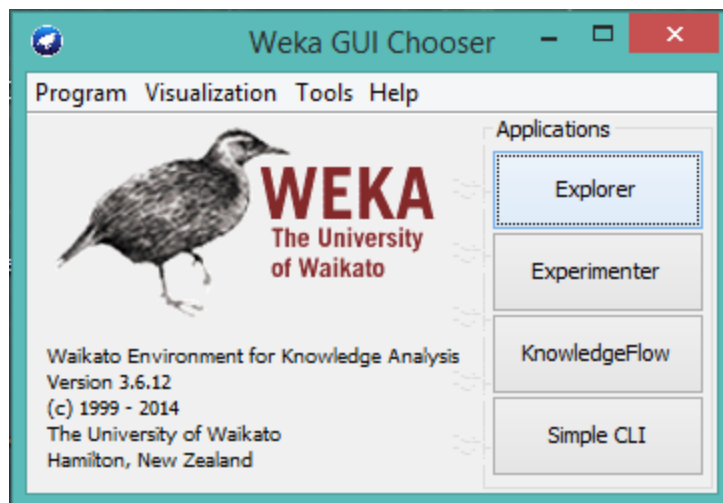 Weka GUI Chooser
Program Visualization Tools Help
WEKA
The University
of Waikato
Waikato Environment for Knowledge Analysis
Version 3.6.12
(c) 1999 - 2014
The University of Waikato
Hamilton, New Zealand
Applications
Explorer
Experimenter
KnowledgeFlow
Simple CLI